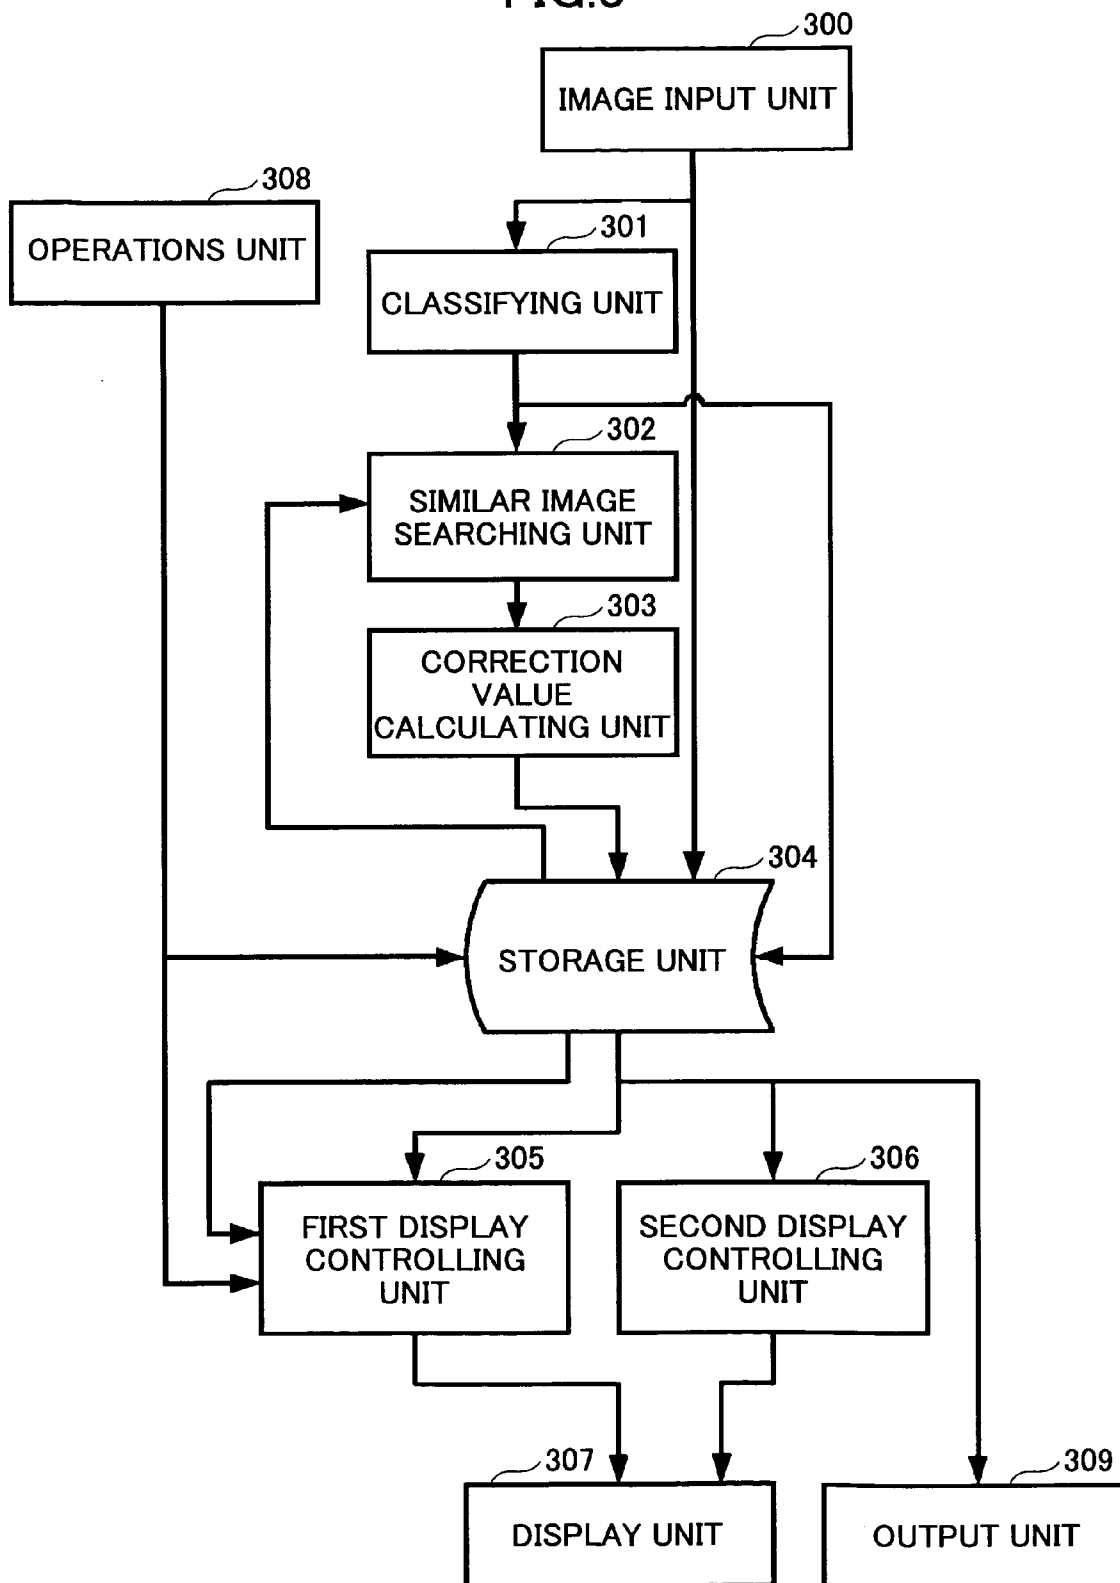 300
IMAGE INPUT UNIT
308
OPERATIONS UNIT
301
CLASSIFYING UNIT
302
SIMILAR IMAGE
SEARCHING UNIT
303
CORRECTION
VALUE
CALCULATING UNIT
304
STORAGE UNIT
305
FIRST DISPLAY
CONTROLLING
UNIT
306
SECOND DISPLAY
CONTROLLING
UNIT
307
DISPLAY UNIT
309
OUTPUT UNIT